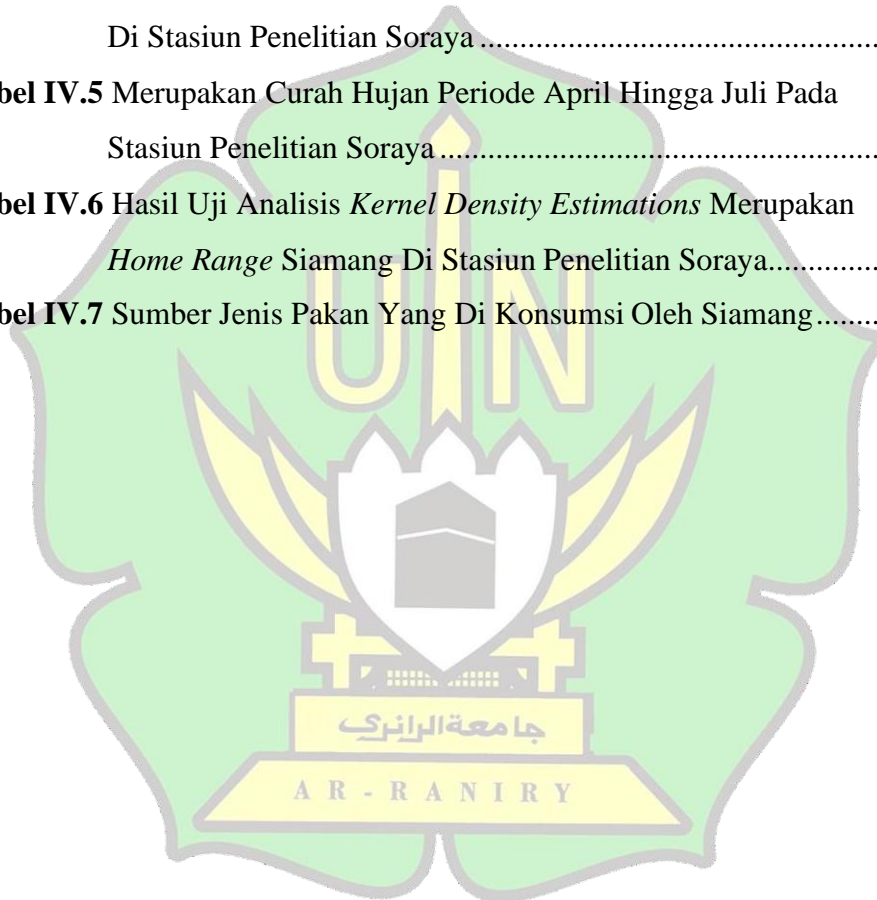 Di Stasiun Penelitian Soraya ....................................................
bel IV.5 Merupakan Curah Hujan Periode April Hingga Juli Pada
Stasiun Penelitian Soraya .........................................................
bel IV.6 Hasil Uji Analisis Kernel Density Estimations Merupakan
Home Range Siamang Di Stasiun Penelitian Soraya..............
bel IV.7 Sumber Jenis Pakan Yang Di Konsumsi Oleh Siamang ........
UIN
جامعةالرانري
AR-RANIRY